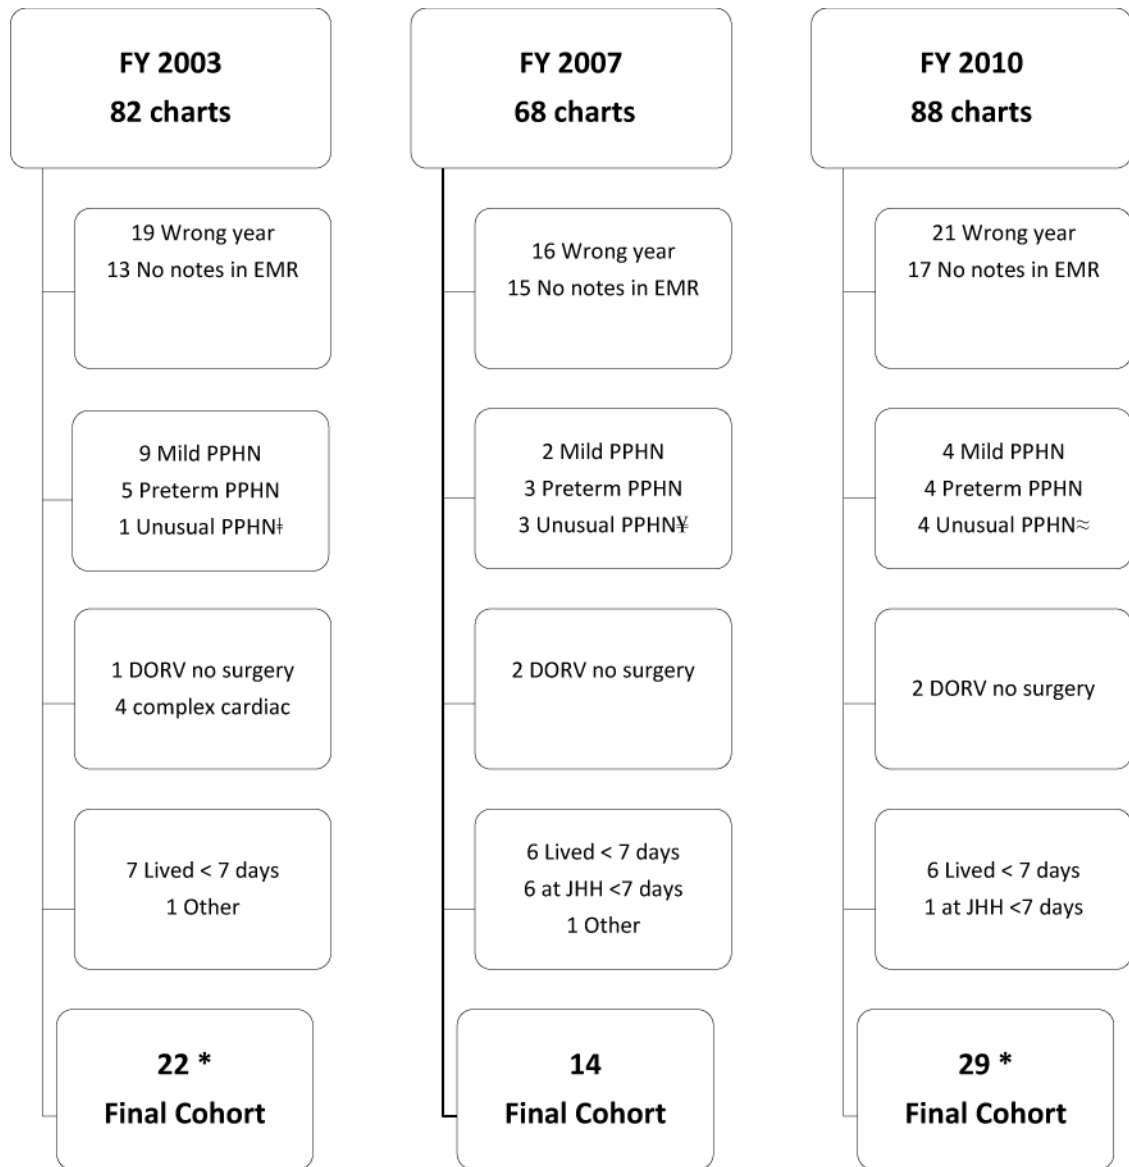 FY 2003
82 charts
19 Wrong year
13 No notes in EMR
9 Mild PPHN
5 Preterm PPHN
1 Unusual PPHNǂ
1 DORV no surgery
4 complex cardiac
7 Lived < 7 days
1 Other
22 *
Final Cohort
FY 2007
68 charts
16 Wrong year
15 No notes in EMR
2 Mild PPHN
3 Preterm PPHN
3 Unusual PPHN¥
2 DORV no surgery
6 Lived < 7 days
6 at JHH <7 days
1 Other
14
Final Cohort
FY 2010
88 charts
21 Wrong year
17 No notes in EMR
4 Mild PPHN
4 Preterm PPHN
4 Unusual PPHN≈
2 DORV no surgery
6 Lived < 7 days
1 at JHH <7 days
29 *
Final Cohort